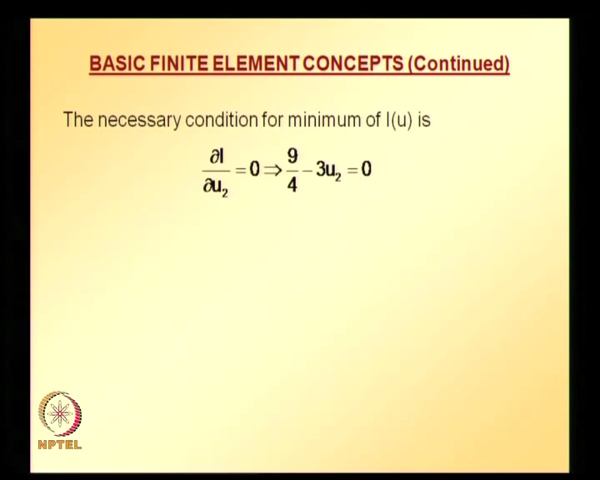 BASIC FINITE ELEMENT CONCEPTS (Continued)
The necessary condition for minimum of I(u) is
∂I/∂u₂ = 0 ⇒ 9/4 − 3u₂ = 0
NPTEL